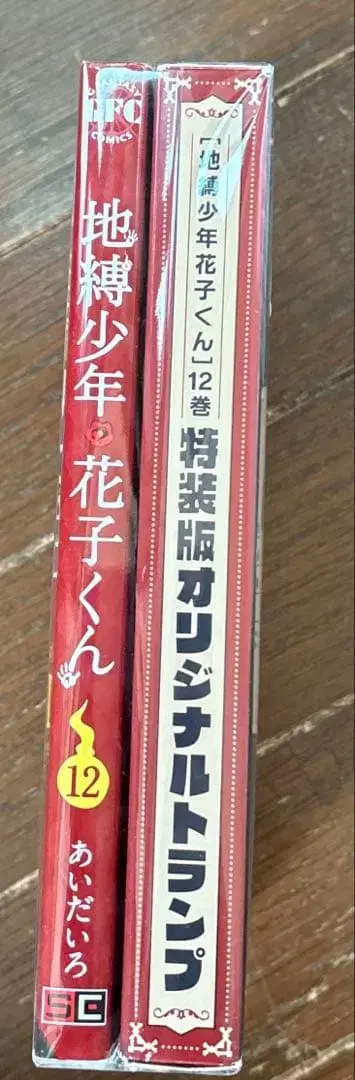 GFC
COMICS
地縛少年 花子くん
12
あいだいろ
SE
［地縛少年花子くん］12巻
特装版オリジナルトランプ